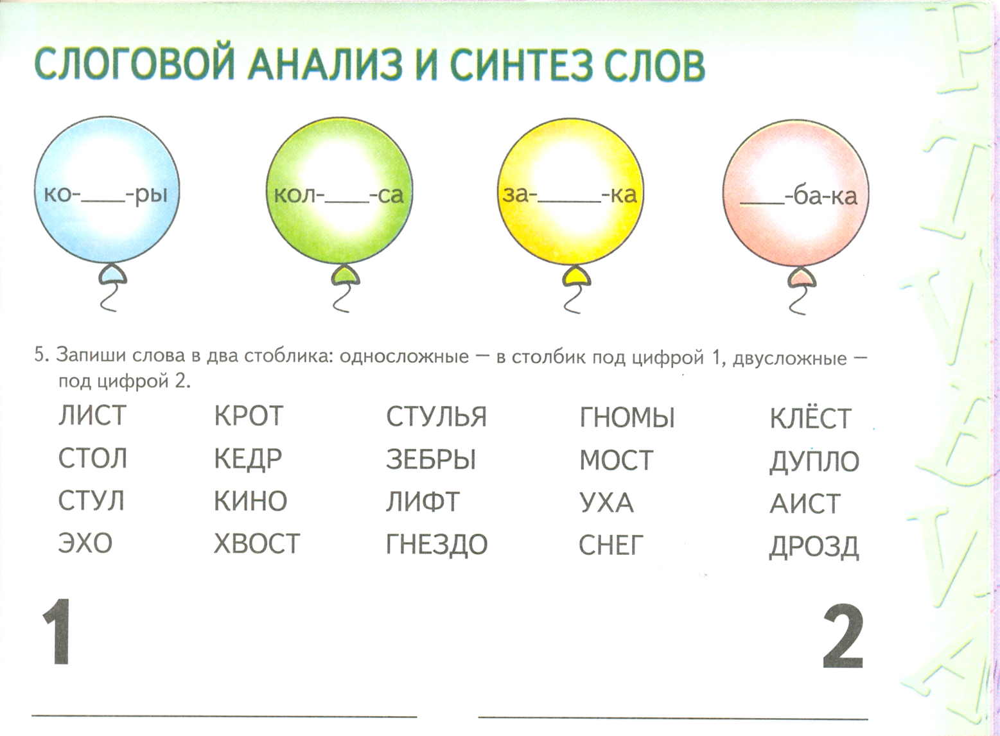 СЛОГОВОЙ АНАЛИЗ И СИНТЕЗ СЛОВ
ко-____-ры кол-____-са за-_____-ка ____-ба-ка
5. Запиши слова в два стоблика: односложные — в столбик под цифрой 1, двусложные —
под цифрой 2.
ЛИСТ КРОТ СТУЛЬЯ ГНОМЫ КЛЁСТ
СТОЛ КЕДР ЗЕБРЫ МОСТ ДУПЛО
СТУЛ КИНО ЛИФТ УХА АИСТ
ЭХО ХВОСТ ГНЕЗДО СНЕГ ДРОЗД
1 2